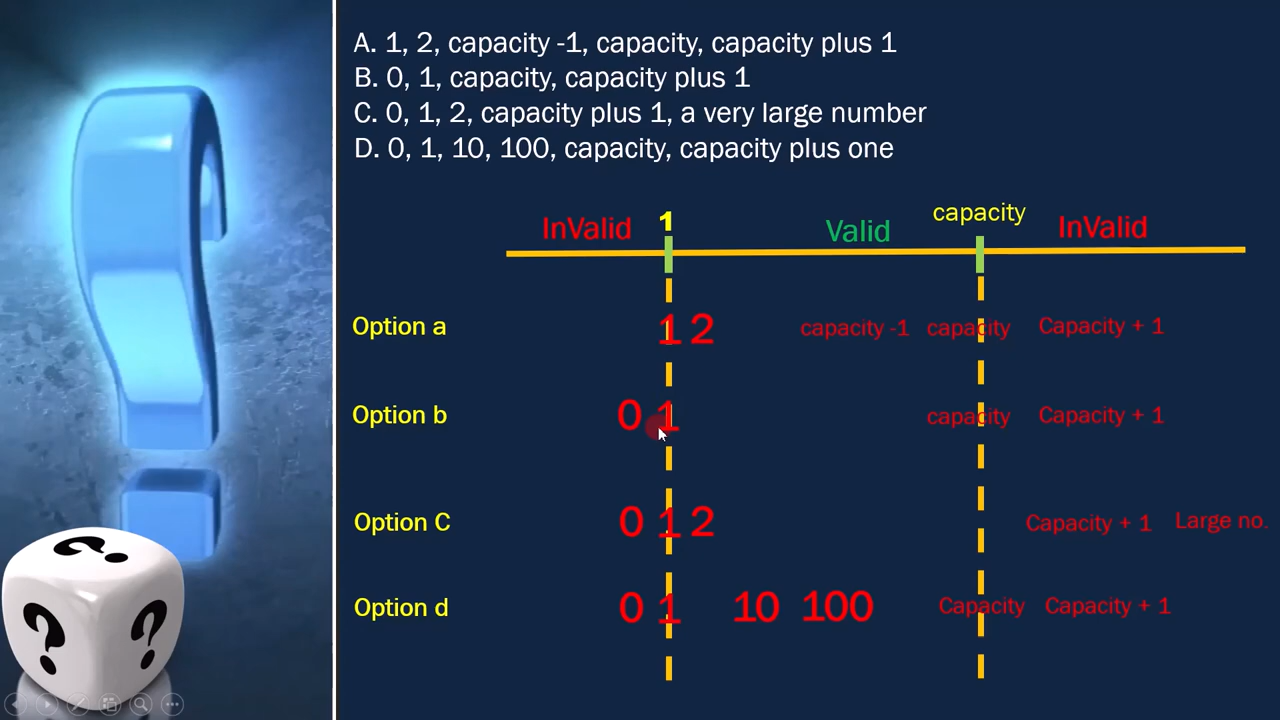 A. 1, 2, capacity -1, capacity, capacity plus 1
B. 0, 1, capacity, capacity plus 1
C. 0, 1, 2, capacity plus 1, a very large number
D. 0, 1, 10, 100, capacity, capacity plus one
InValid 1 Valid capacity InValid
Option a 1 2 capacity -1 capacity Capacity + 1
Option b 0 1 capacity Capacity + 1
Option C 0 1 2 Capacity + 1 Large no.
Option d 0 1 10 100 Capacity Capacity + 1
? ? ?